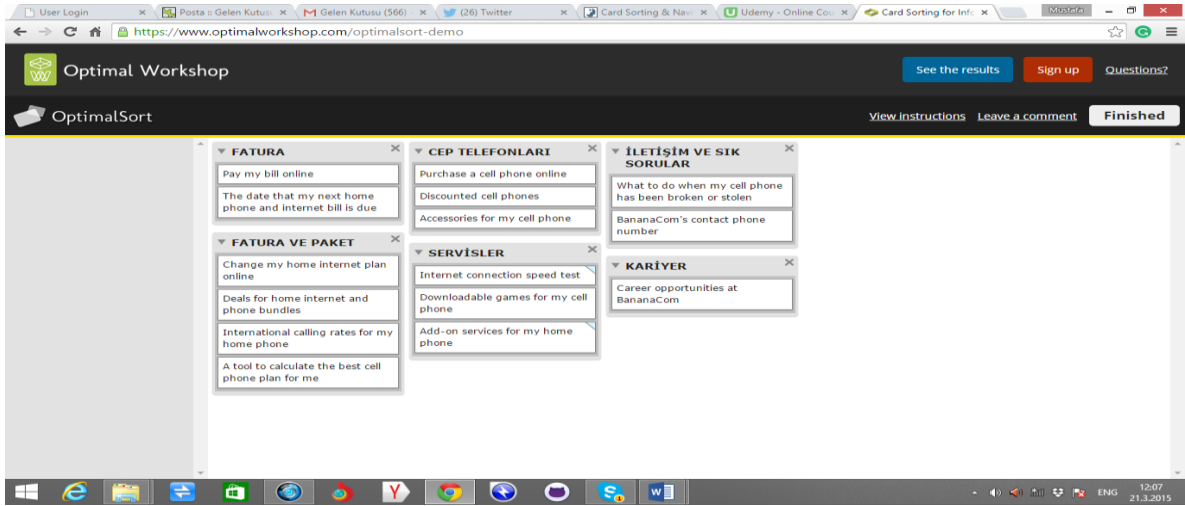 User Login
Posta :: Gelen Kutusu
Gelen Kutusu (566) -
(26) Twitter
Card Sorting & Navi
Udemy - Online Cou
Card Sorting for Info
Mustafa
https://www.optimalworkshop.com/optimalsort-demo
Optimal Workshop
See the results
Sign up
Questions?
OptimalSort
View instructions
Leave a comment
Finished
FATURA
Pay my bill online
The date that my next home
phone and internet bill is due
FATURA VE PAKET
Change my home internet plan
online
Deals for home internet and
phone bundles
International calling rates for my
home phone
A tool to calculate the best cell
phone plan for me
CEP TELEFONLARI
Purchase a cell phone online
Discounted cell phones
Accessories for my cell phone
SERVİSLER
Internet connection speed test
Downloadable games for my cell
phone
Add-on services for my home
phone
İLETİŞİM VE SIK
SORULAR
What to do when my cell phone
has been broken or stolen
BananaCom's contact phone
number
KARİYER
Career opportunities at
BananaCom
ENG
12:07
21.3.2015